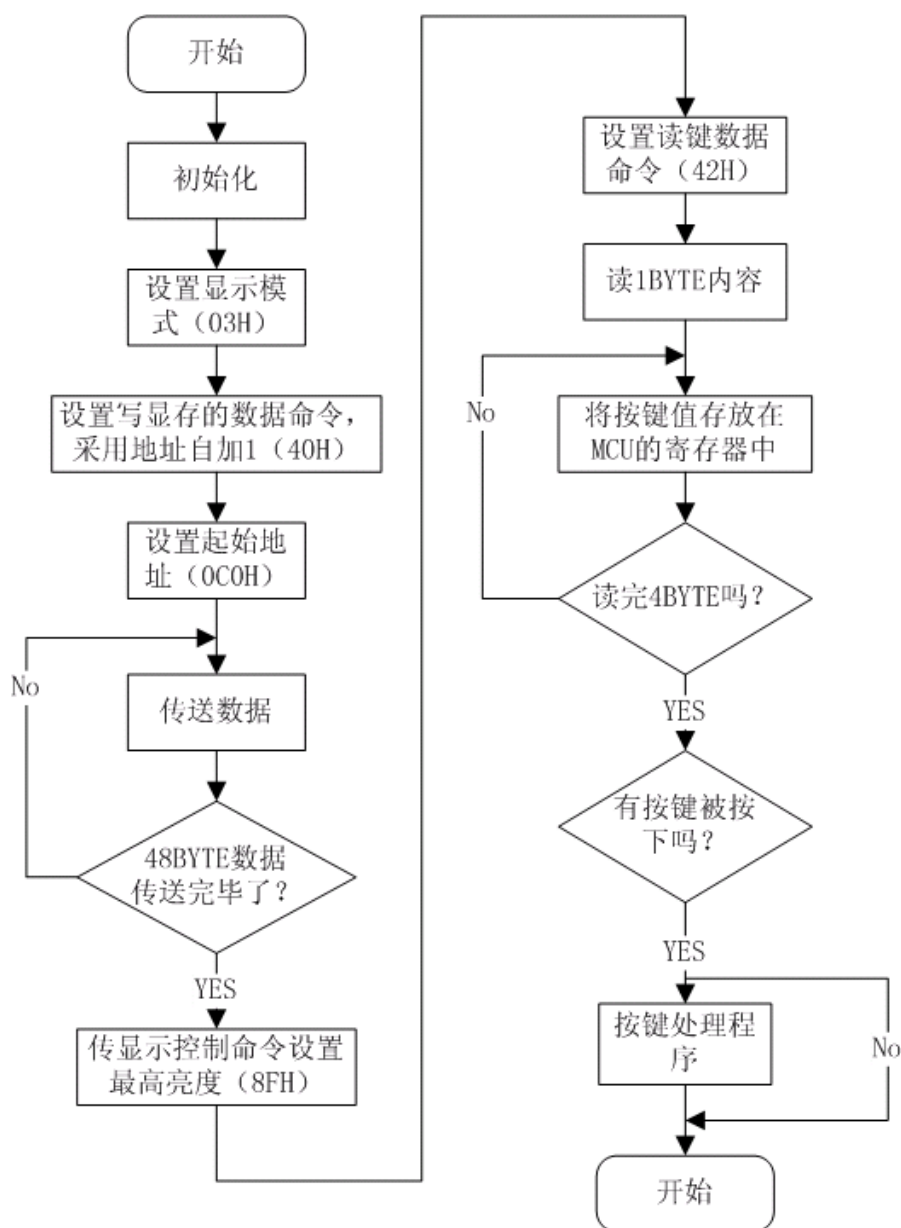 开始
初始化
设置显示模
式（03H）
设置写显存的数据命令，
采用地址自加1（40H）
设置起始地
址（0C0H）
No
传送数据
48BYTE数据
传送完毕了？
YES
传显示控制命令设置
最高亮度（8FH）
设置读键数据
命令（42H）
读1BYTE内容
No
将按键值存放在
MCU的寄存器中
读完4BYTE吗？
YES
有按键被按
下吗？
YES
按键处理程
序
No
开始